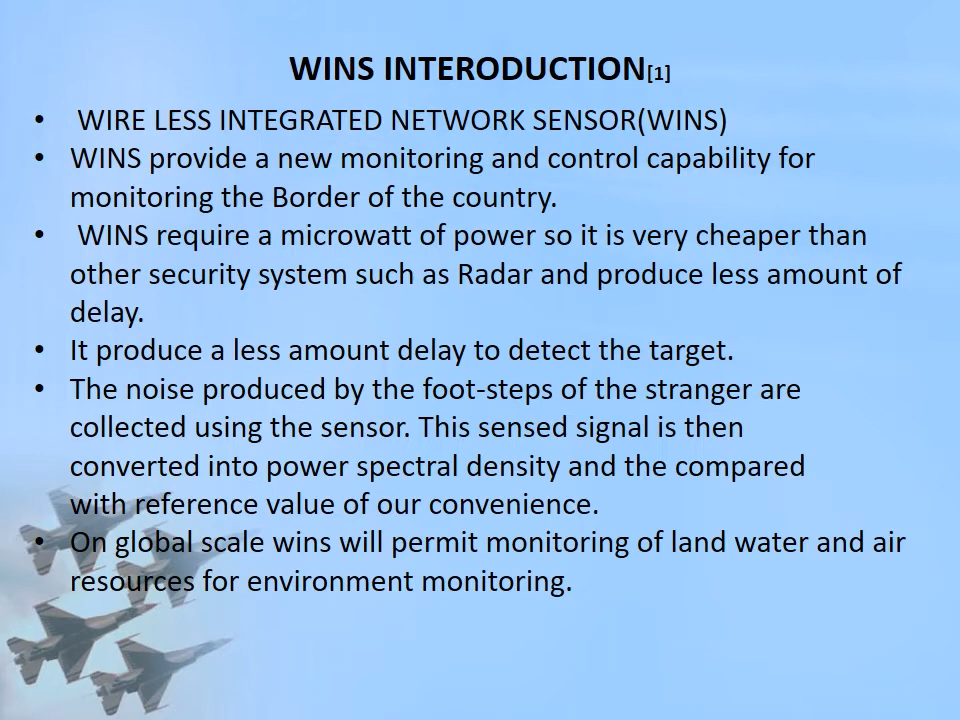 WINS INTERODUCTION[1]
• WIRE LESS INTEGRATED NETWORK SENSOR(WINS)
• WINS provide a new monitoring and control capability for
monitoring the Border of the country.
• WINS require a microwatt of power so it is very cheaper than
other security system such as Radar and produce less amount of
delay.
• It produce a less amount delay to detect the target.
• The noise produced by the foot-steps of the stranger are
collected using the sensor. This sensed signal is then
converted into power spectral density and the compared
with reference value of our convenience.
• On global scale wins will permit monitoring of land water and air
resources for environment monitoring.